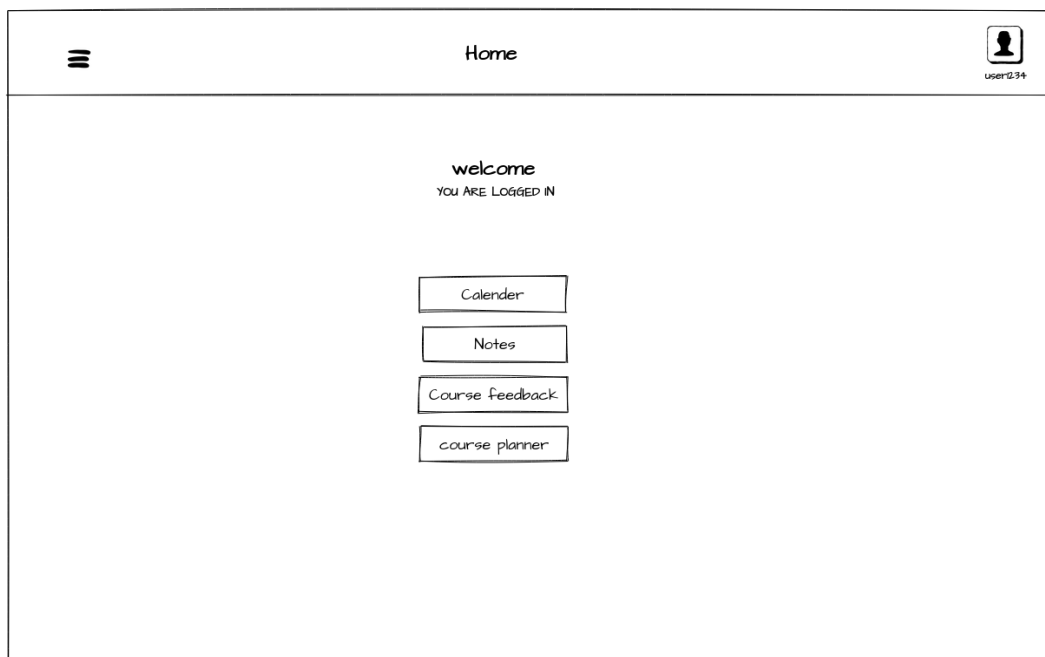 Home
user1234
welcome
YOU ARE LOGGED IN
Calender
Notes
Course feedback
course planner